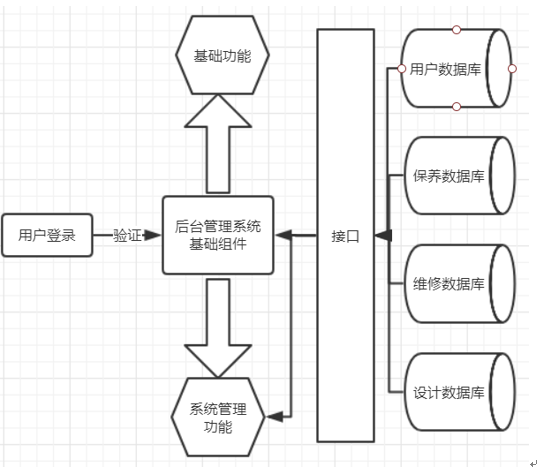 基础功能
用户数据库
保养数据库
用户登录
验证
后台管理系统
基础组件
接口
维修数据库
系统管理
功能
设计数据库